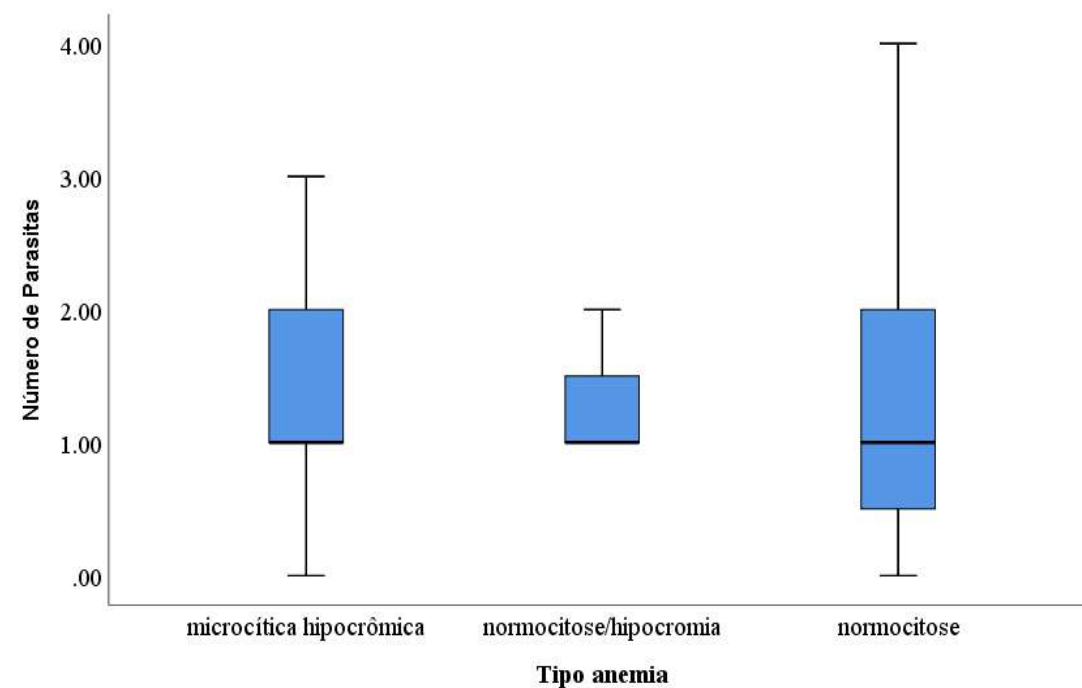 Número de Parasitas
4.00
3.00
2.00
1.00
.00
microcítica hipocrômica
normocitose/hipocromia
normocitose
Tipo anemia